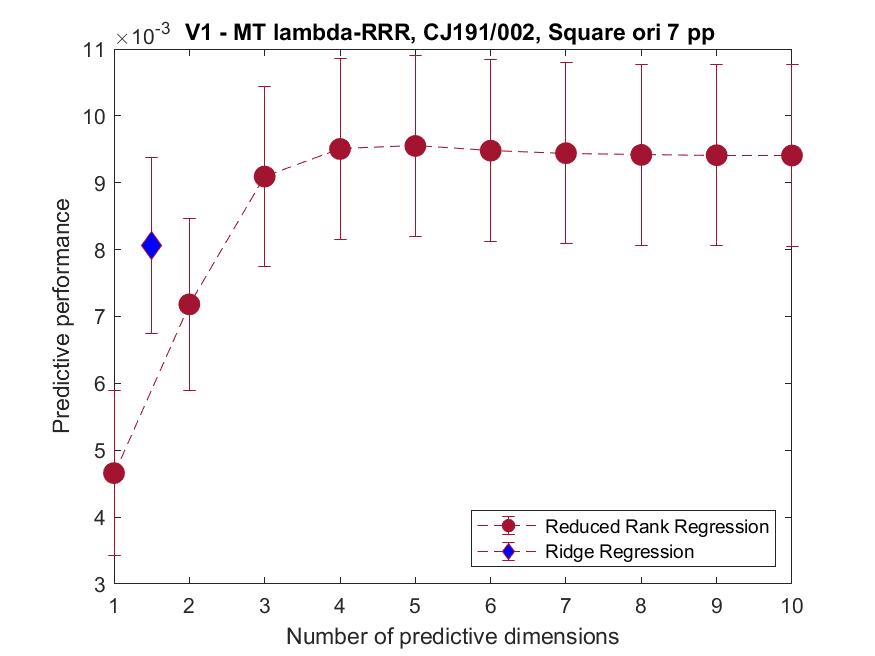 ×10-3
V1 - MT lambda-RRR, CJ191/002, Square ori 7 pp
11
10
9
8
7
6
5
4
3
Predictive performance
1 2 3 4 5 6 7 8 9 10
Number of predictive dimensions
Reduced Rank Regression
Ridge Regression